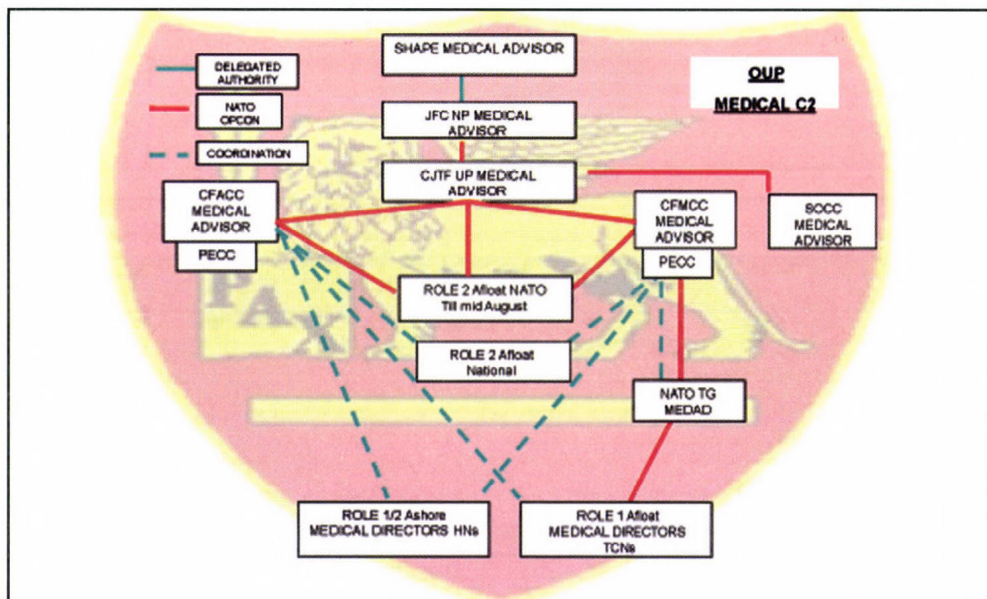 SHAPE MEDICAL ADVISOR
DELEGATED
AUTHORITY
OUP
MEDICAL C2
NATO
OPCON
JFC NP MEDICAL
ADVISOR
COORDINATION
CJTF UP MEDICAL
ADVISOR
CFACC
MEDICAL
ADVISOR
PECC
CFMCC
MEDICAL
ADVISOR
PECC
SOCC
MEDICAL
ADVISOR
ROLE 2 Afloat NATO
Till mid August
PAX
ROLE 2 Afloat
National
NATO TG
MEDAD
ROLE 1/2 Ashore
MEDICAL DIRECTORS HNs
ROLE 1 Afloat
MEDICAL DIRECTORS
TCNs